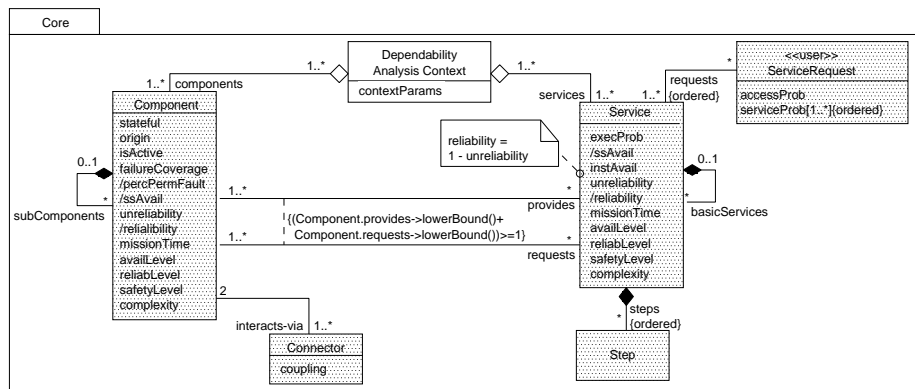 Core
Dependability
Analysis Context
contextParams
1..*
1..*
components
1..*
services
1..*
<<user>>
ServiceRequest
accessProb
serviceProb[1..*]{ordered}
*
requests
{ordered}
1..*
Component
stateful
origin
isActive
failureCoverage
/percPermFault
/ssAvail
unreliability
/relialibility
missionTime
availLevel
reliabLevel
safetyLevel
complexity
0..1
*
subComponents
reliability =
1 - unreliability
Service
execProb
/ssAvail
instAvail
unreliability
/reliability
missionTime
availLevel
reliabLevel
safetyLevel
complexity
0..1
*
basicServices
1..*
*
provides
{((Component.provides->lowerBound()+
Component.requests->lowerBound())>=1}
1..*
*
requests
2
interacts-via
1..*
Connector
coupling
steps
*
{ordered}
Step